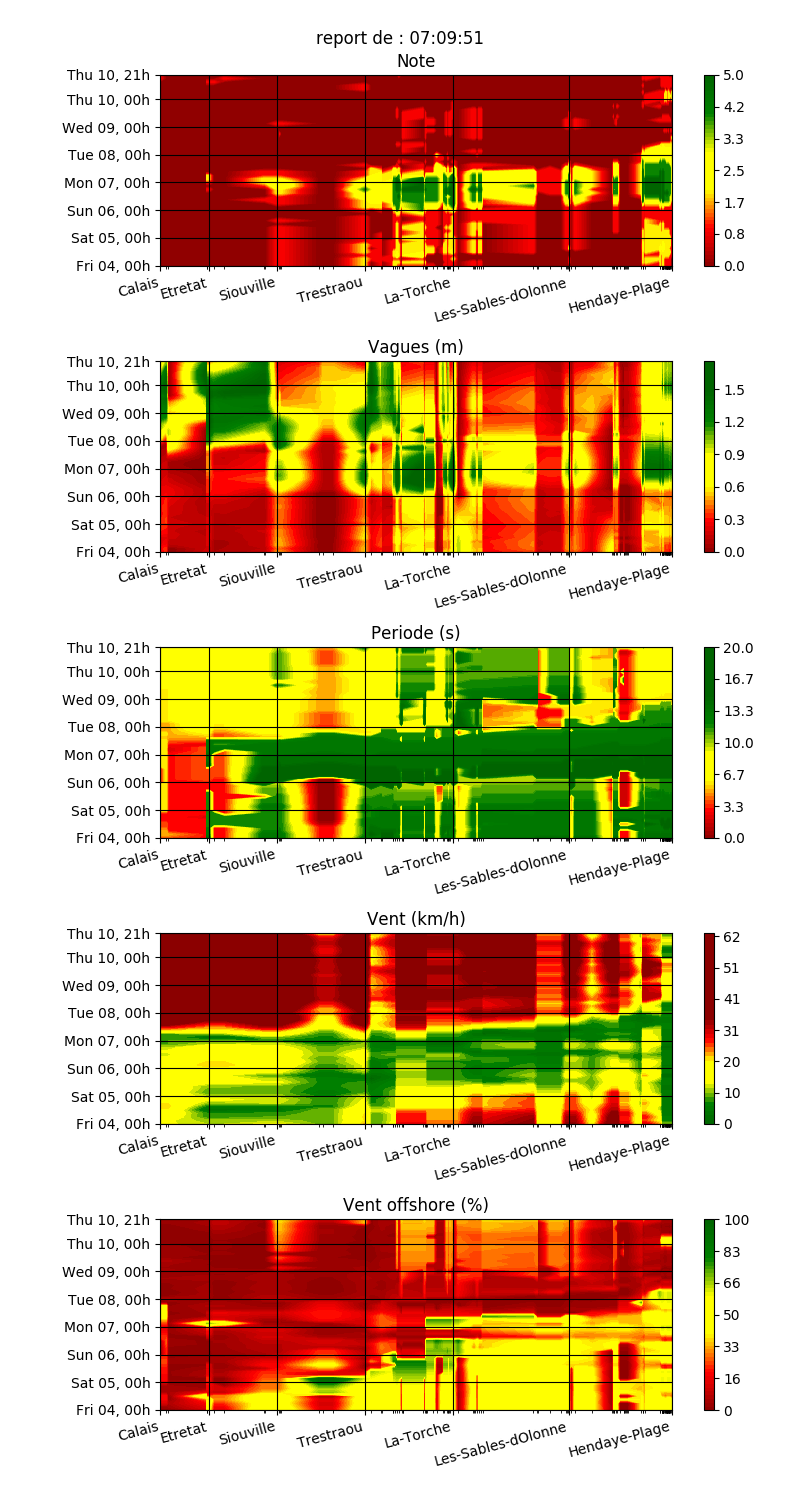 report de : 07:09:51
Note
Thu 10, 21h
Thu 10, 00h
Wed 09, 00h
Tue 08, 00h
Mon 07, 00h
Sun 06, 00h
Sat 05, 00h
Fri 04, 00h
5.0
4.2
3.3
2.5
1.7
0.8
0.0
Calais
Etretat
Siouville
Trestraou
La-Torche
Les-Sables-dOlonne
Hendaye-Plage
Vagues (m)
Thu 10, 21h
Thu 10, 00h
Wed 09, 00h
Tue 08, 00h
Mon 07, 00h
Sun 06, 00h
Sat 05, 00h
Fri 04, 00h
1.5
1.2
0.9
0.6
0.3
0.0
Calais
Etretat
Siouville
Trestraou
La-Torche
Les-Sables-dOlonne
Hendaye-Plage
Periode (s)
Thu 10, 21h
Thu 10, 00h
Wed 09, 00h
Tue 08, 00h
Mon 07, 00h
Sun 06, 00h
Sat 05, 00h
Fri 04, 00h
20.0
16.7
13.3
10.0
6.7
3.3
0.0
Calais
Etretat
Siouville
Trestraou
La-Torche
Les-Sables-dOlonne
Hendaye-Plage
Vent (km/h)
Thu 10, 21h
Thu 10, 00h
Wed 09, 00h
Tue 08, 00h
Mon 07, 00h
Sun 06, 00h
Sat 05, 00h
Fri 04, 00h
62
51
41
31
20
10
0
Calais
Etretat
Siouville
Trestraou
La-Torche
Les-Sables-dOlonne
Hendaye-Plage
Vent offshore (%)
Thu 10, 21h
Thu 10, 00h
Wed 09, 00h
Tue 08, 00h
Mon 07, 00h
Sun 06, 00h
Sat 05, 00h
Fri 04, 00h
100
83
66
50
33
16
0
Calais
Etretat
Siouville
Trestraou
La-Torche
Les-Sables-dOlonne
Hendaye-Plage